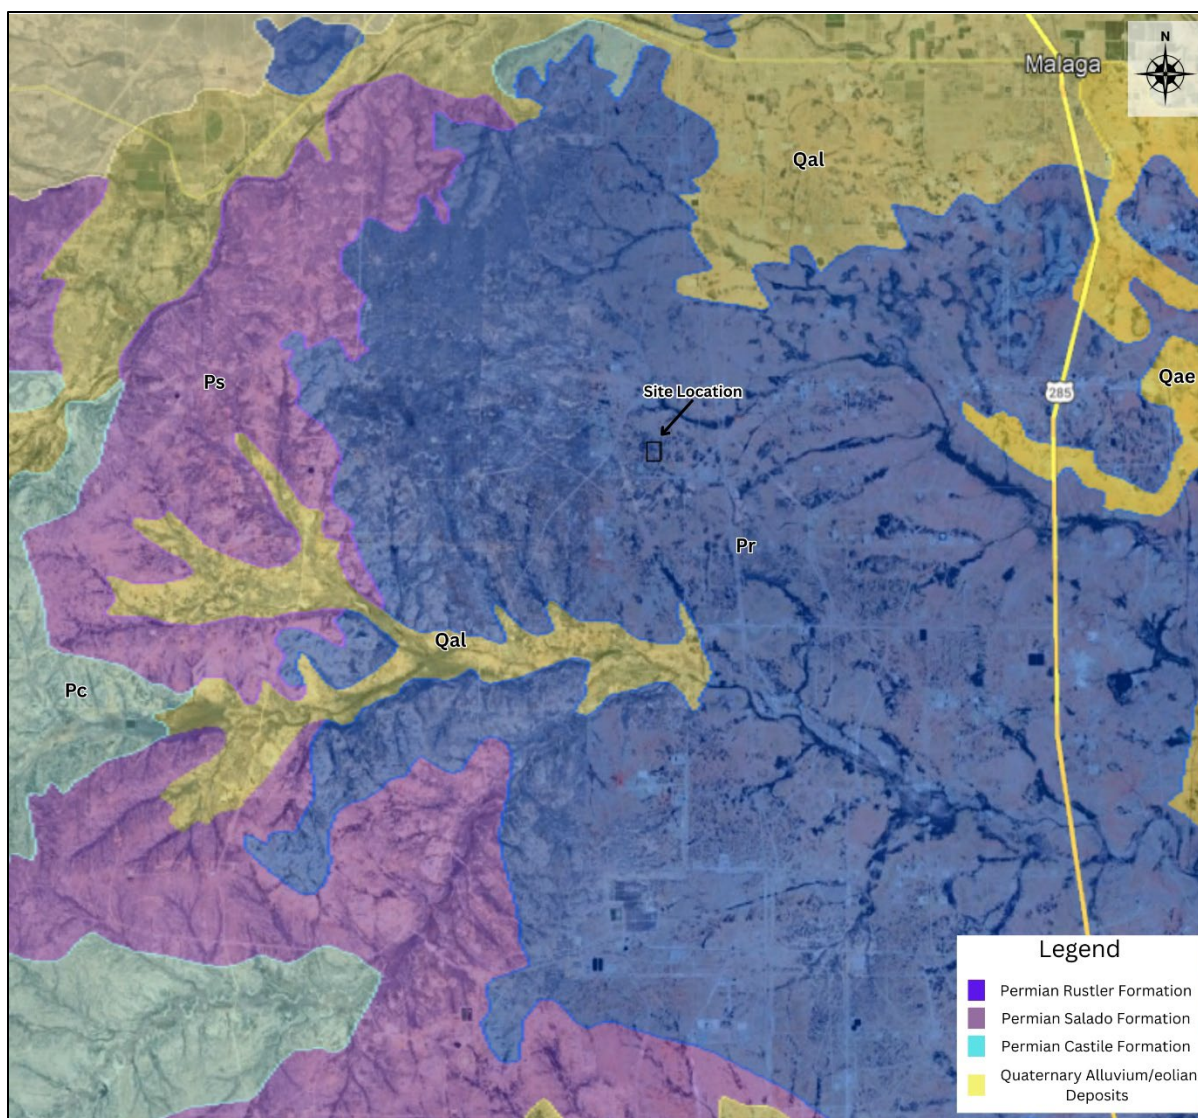 N
Malaga
Qal
Ps
Site Location
285
Qae
Pr
Qal
Pc
Legend
Permian Rustler Formation
Permian Salado Formation
Permian Castile Formation
Quaternary Alluvium/eolian
Deposits